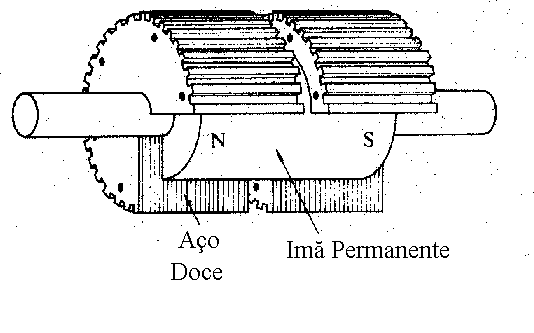 N S
Aço
Doce
Imã Permanente